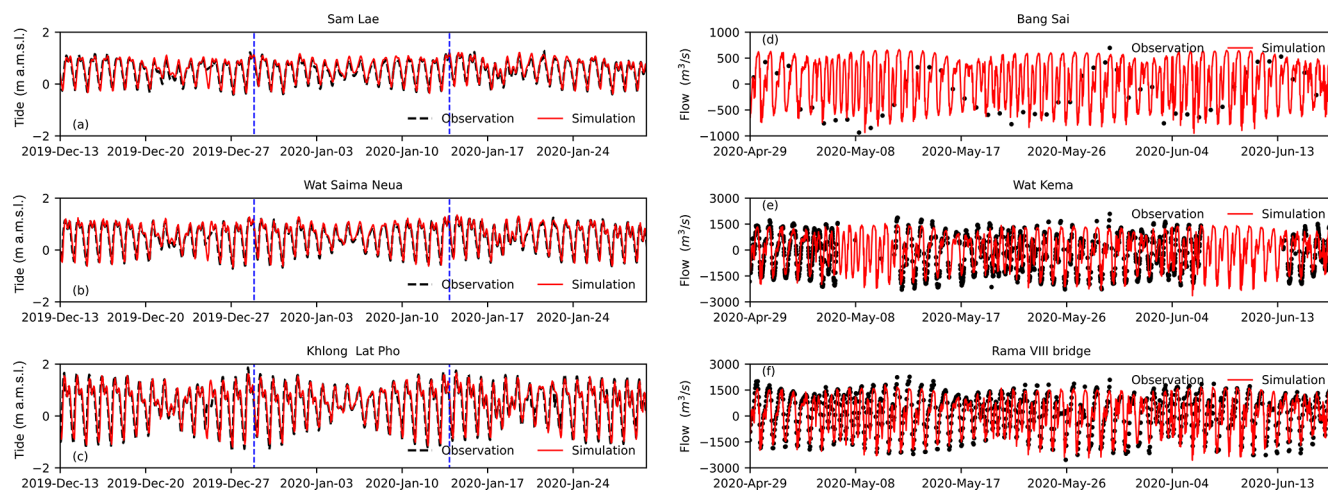 Sam Lae
Tide (m a.m.s.l.)
2
0
−2
(a)
Observation
Simulation
2019-Dec-13 2019-Dec-20 2019-Dec-27 2020-Jan-03 2020-Jan-10 2020-Jan-17 2020-Jan-24
Wat Saima Neua
Tide (m a.m.s.l.)
2
0
−2
(b)
Observation
Simulation
2019-Dec-13 2019-Dec-20 2019-Dec-27 2020-Jan-03 2020-Jan-10 2020-Jan-17 2020-Jan-24
Khlong Lat Pho
Tide (m a.m.s.l.)
2
0
−2
(c)
Observation
Simulation
2019-Dec-13 2019-Dec-20 2019-Dec-27 2020-Jan-03 2020-Jan-10 2020-Jan-17 2020-Jan-24
Bang Sai
Flow (m³/s)
1000
500
0
−500
−1000
(d)
Observation
Simulation
2020-Apr-29 2020-May-08 2020-May-17 2020-May-26 2020-Jun-04 2020-Jun-13
Wat Kema
Flow (m³/s)
3000
1500
0
−1500
−3000
(e)
Observation
Simulation
2020-Apr-29 2020-May-08 2020-May-17 2020-May-26 2020-Jun-04 2020-Jun-13
Rama VIII bridge
Flow (m³/s)
3000
1500
0
−1500
−3000
(f)
Observation
Simulation
2020-Apr-29 2020-May-08 2020-May-17 2020-May-26 2020-Jun-04 2020-Jun-13